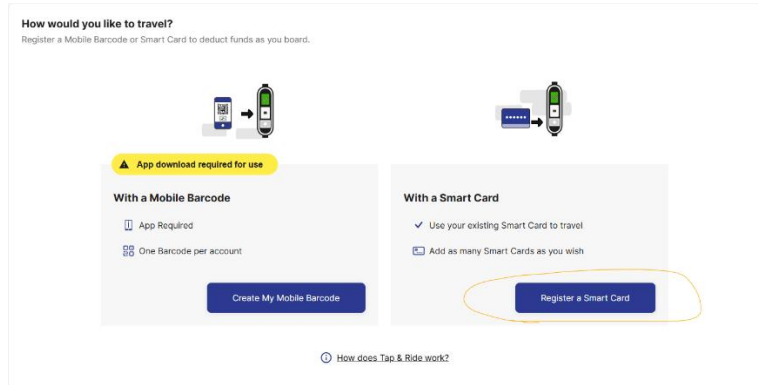 How would you like to travel?
Register a Mobile Barcode or Smart Card to deduct funds as you board.
App download required for use
With a Mobile Barcode
App Required
One Barcode per account
Create My Mobile Barcode
With a Smart Card
Use your existing Smart Card to travel
Add as many Smart Cards as you wish
Register a Smart Card
How does Tap & Ride work?